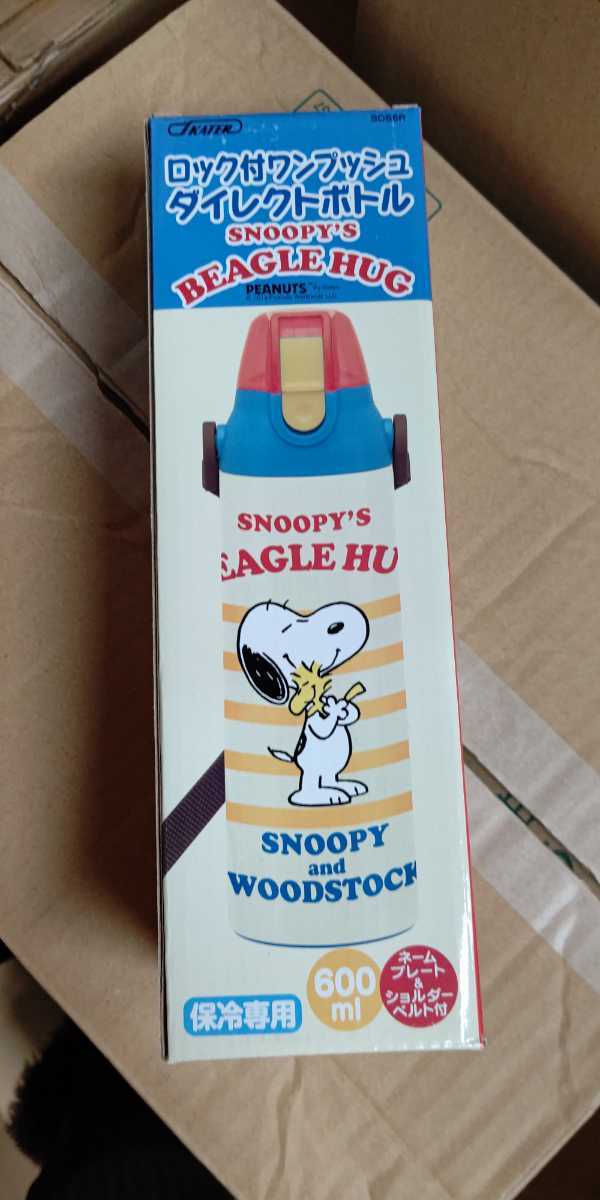 SKATER
ロック付ワンプッシュ
ダイレクトボトル
SNOOPY'S
BEAGLE HUG
PEANUTS
SNOOPY'S
EAGLE HU
SNOOPY
and
WOODSTOCK
保冷専用
600
ml
ネーム
プレート
&
ショルダー
ベルト付